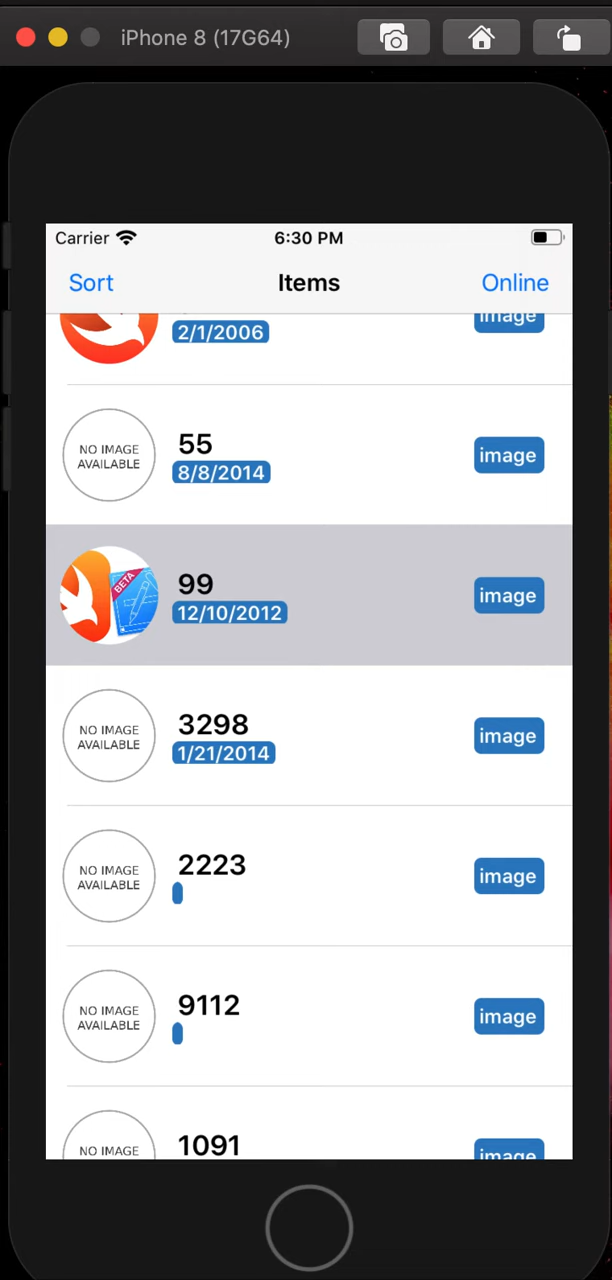 iPhone 8 (17G64)
Carrier 6:30 PM
Sort Items Online
2/1/2006
image
NO IMAGE
AVAILABLE
55
8/8/2014
image
BETA
99
12/10/2012
image
NO IMAGE
AVAILABLE
3298
1/21/2014
image
NO IMAGE
AVAILABLE
2223
image
NO IMAGE
AVAILABLE
9112
image
NO IMAGE
1091
image